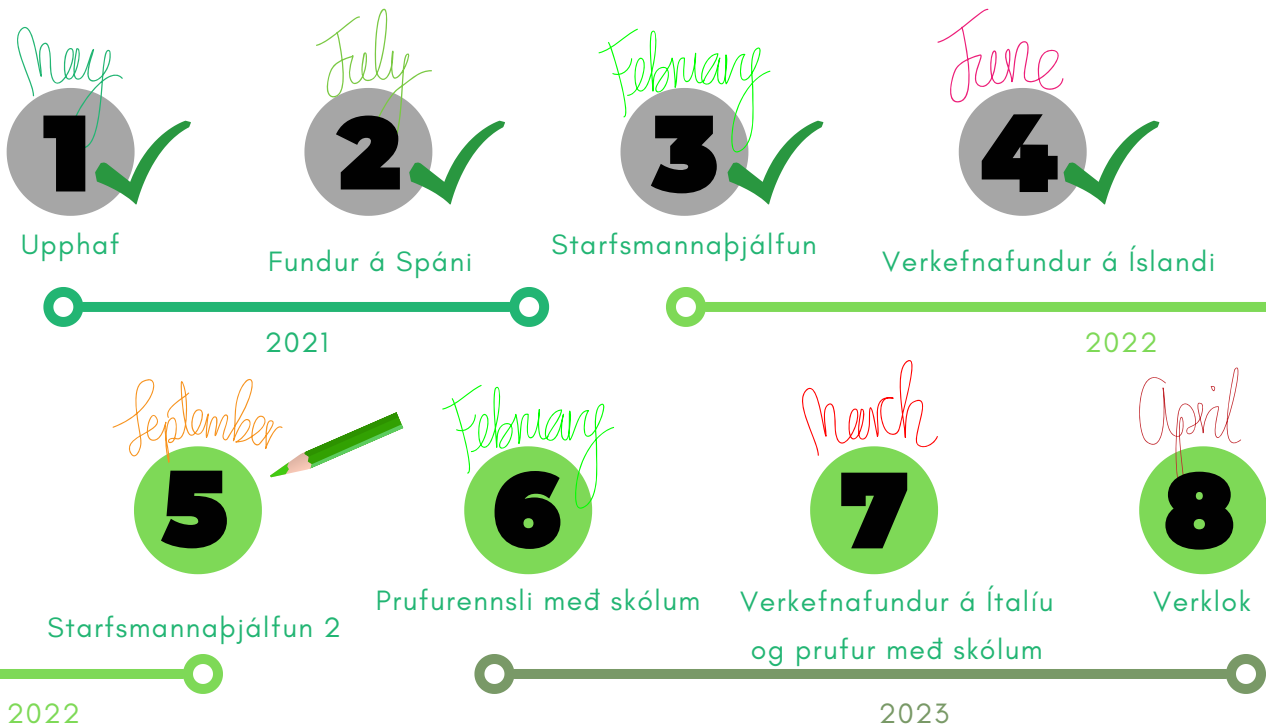 May
July
February
June
1
2
3
4
Upphaf
Fundur á Spáni
Starfsmannaþjálfun
Verkefnafundur á Íslandi
2021
2022
September
February
March
April
5
6
7
8
Starfsmannaþjálfun 2
Prufurennsli með skólum
Verkefnafundur á Ítalíu
og prufur með skólum
Verklok
2022
2023